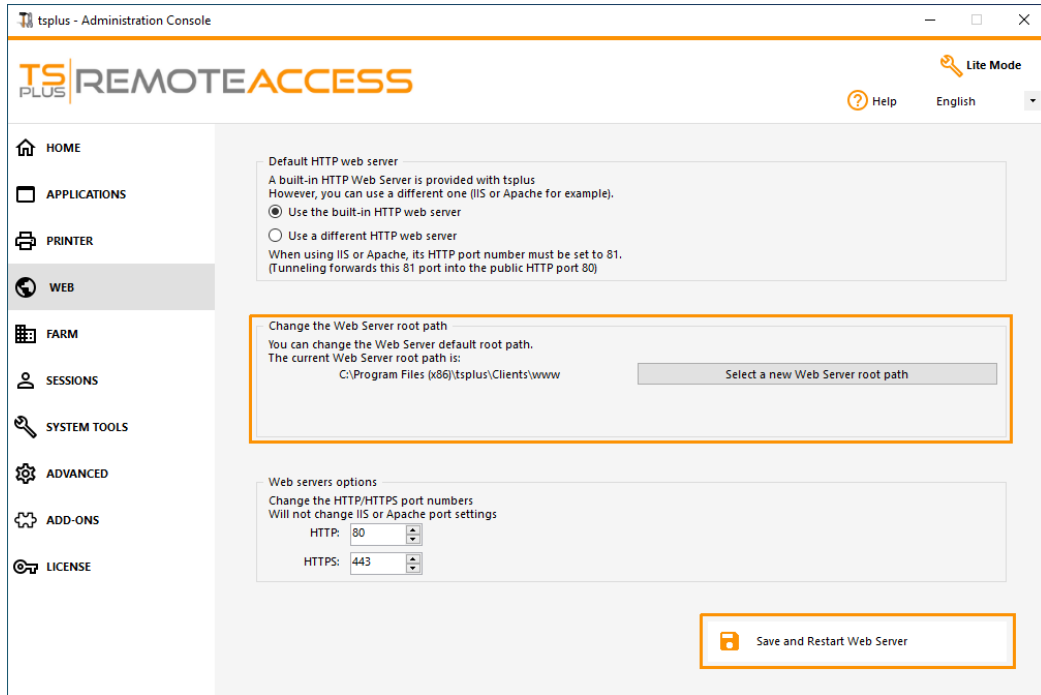 tsplus - Administration Console
TS PLUS REMOTEACCESS
Lite Mode
Help
English
HOME
APPLICATIONS
PRINTER
WEB
FARM
SESSIONS
SYSTEM TOOLS
ADVANCED
ADD-ONS
LICENSE
Default HTTP web server
A built-in HTTP Web Server is provided with tsplus
However, you can use a different one (IIS or Apache for example).
Use the built-in HTTP web server
Use a different HTTP web server
When using IIS or Apache, its HTTP port number must be set to 81.
(Tunneling forwards this 81 port into the public HTTP port 80)
Change the Web Server root path
You can change the Web Server default root path.
The current Web Server root path is:
C:\Program Files (x86)\tsplus\Clients\www
Select a new Web Server root path
Web servers options
Change the HTTP/HTTPS port numbers
Will not change IIS or Apache port settings
HTTP: 80
HTTPS: 443
Save and Restart Web Server